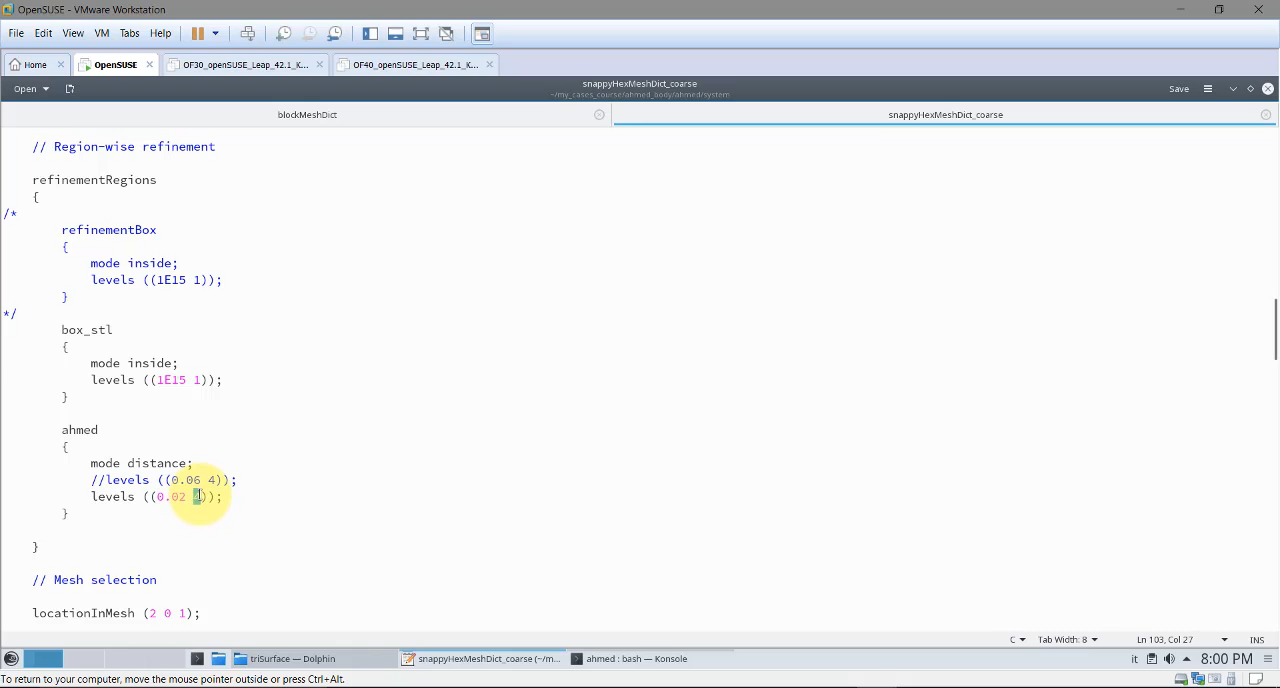 OpenSUSE - VMware Workstation
File Edit View VM Tabs Help
Home OpenSUSE OF30_openSUSE_Leap_42.1_K... OF40_openSUSE_Leap_42.1_K...
Open snappyHexMeshDict_coarse Save
~/my_cases_course/ahmed_body/ahmed/system
blockMeshDict snappyHexMeshDict_coarse
// Region-wise refinement
refinementRegions
{
/*
refinementBox
{
mode inside;
levels ((1E15 1));
}
*/
box_stl
{
mode inside;
levels ((1E15 1));
}
ahmed
{
mode distance;
//levels ((0.06 4));
levels ((0.02 ));
}
}
// Mesh selection
locationInMesh (2 0 1);
C Tab Width: 8 Ln 103, Col 27 INS
triSurface — Dolphin snappyHexMeshDict_coarse (~/m... ahmed : bash — Konsole it 8:00 PM
To return to your computer, move the mouse pointer outside or press Ctrl+Alt.